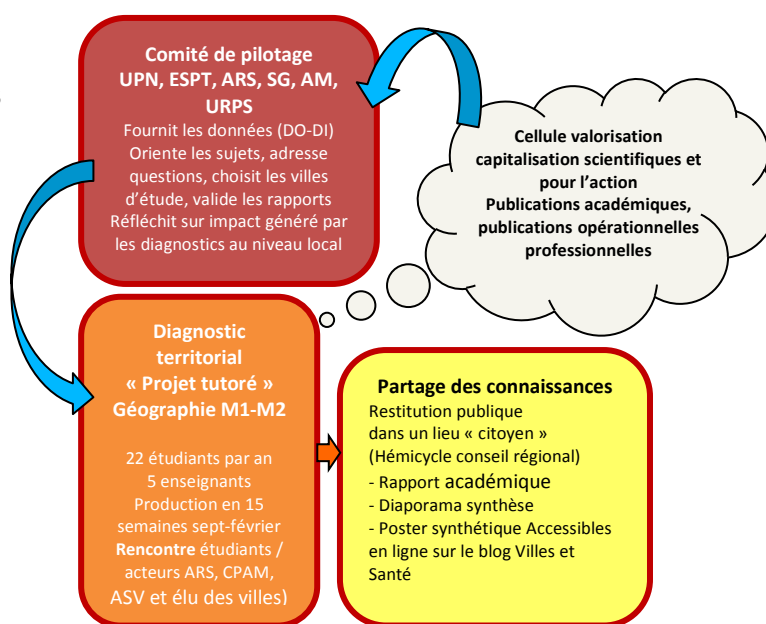 Comité de pilotage
UPN, ESPT, ARS, SG, AM,
URPS
Fournit les données (DO-DI)
Oriente les sujets, adresse
questions, choisit les villes
d’étude, valide les rapports
Réfléchit sur impact généré par
les diagnostics au niveau local
Cellule valorisation
capitalisation scientifiques et
pour l’action
Publications académiques,
publications opérationnelles
professionnelles
Diagnostic
territorial
« Projet tutoré »
Géographie M1-M2
22 étudiants par an
5 enseignants
Production en 15
semaines sept-février
Rencontre étudiants /
acteurs ARS, CPAM,
ASV et élu des villes)
Partage des connaissances
Restitution publique
dans un lieu « citoyen »
(Hémicycle conseil régional)
- Rapport académique
- Diaporama synthèse
- Poster synthétique Accessibles
en ligne sur le blog Villes et
Santé